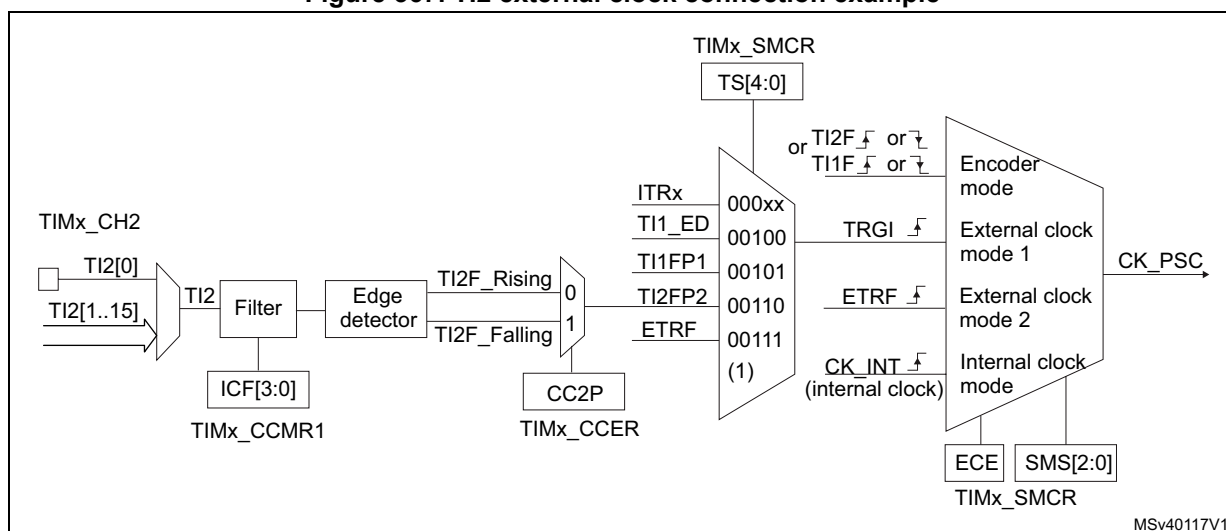 Figure TI2 external clock connection example
TIMx_SMCR
TS[4:0]
or TI2F or
TI1F or
Encoder
mode
ITRx
000xx
TIMx_CH2
TI1_ED
00100
TRGI
External clock
mode 1
CK_PSC
TI2[0]
TI2F_Rising
0
TI1FP1
00101
TI2[1..15]
TI2
Filter
Edge
detector
TI2FP2
00110
ETRF
External clock
mode 2
TI2F_Falling
1
ETRF
00111
(1)
CK_INT
(internal clock)
Internal clock
mode
ICF[3:0]
CC2P
TIMx_CCMR1
TIMx_CCER
ECE
SMS[2:0]
TIMx_SMCR
MSv40117V1